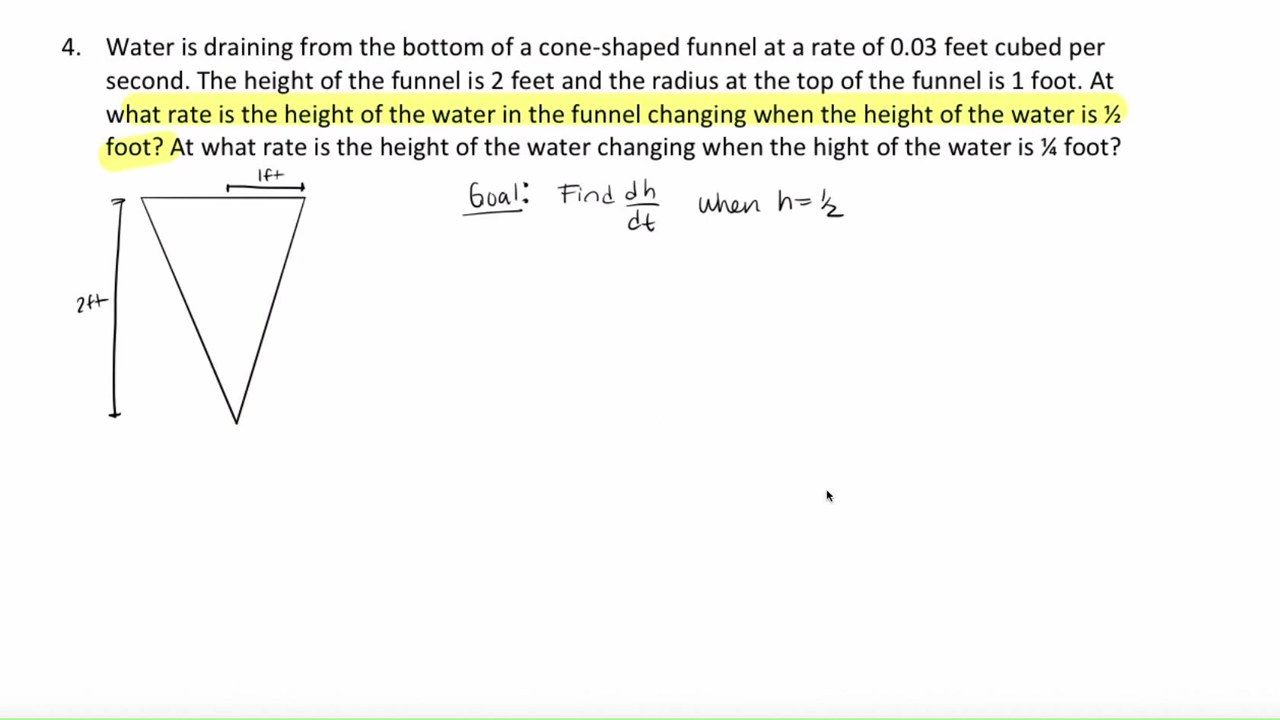 4. Water is draining from the bottom of a cone-shaped funnel at a rate of 0.03 feet cubed per
second. The height of the funnel is 2 feet and the radius at the top of the funnel is 1 foot. At
what rate is the height of the water in the funnel changing when the height of the water is ½
foot? At what rate is the height of the water changing when the hight of the water is ¼ foot?
1ft
Goal: Find dh/dt when h=½
2ft